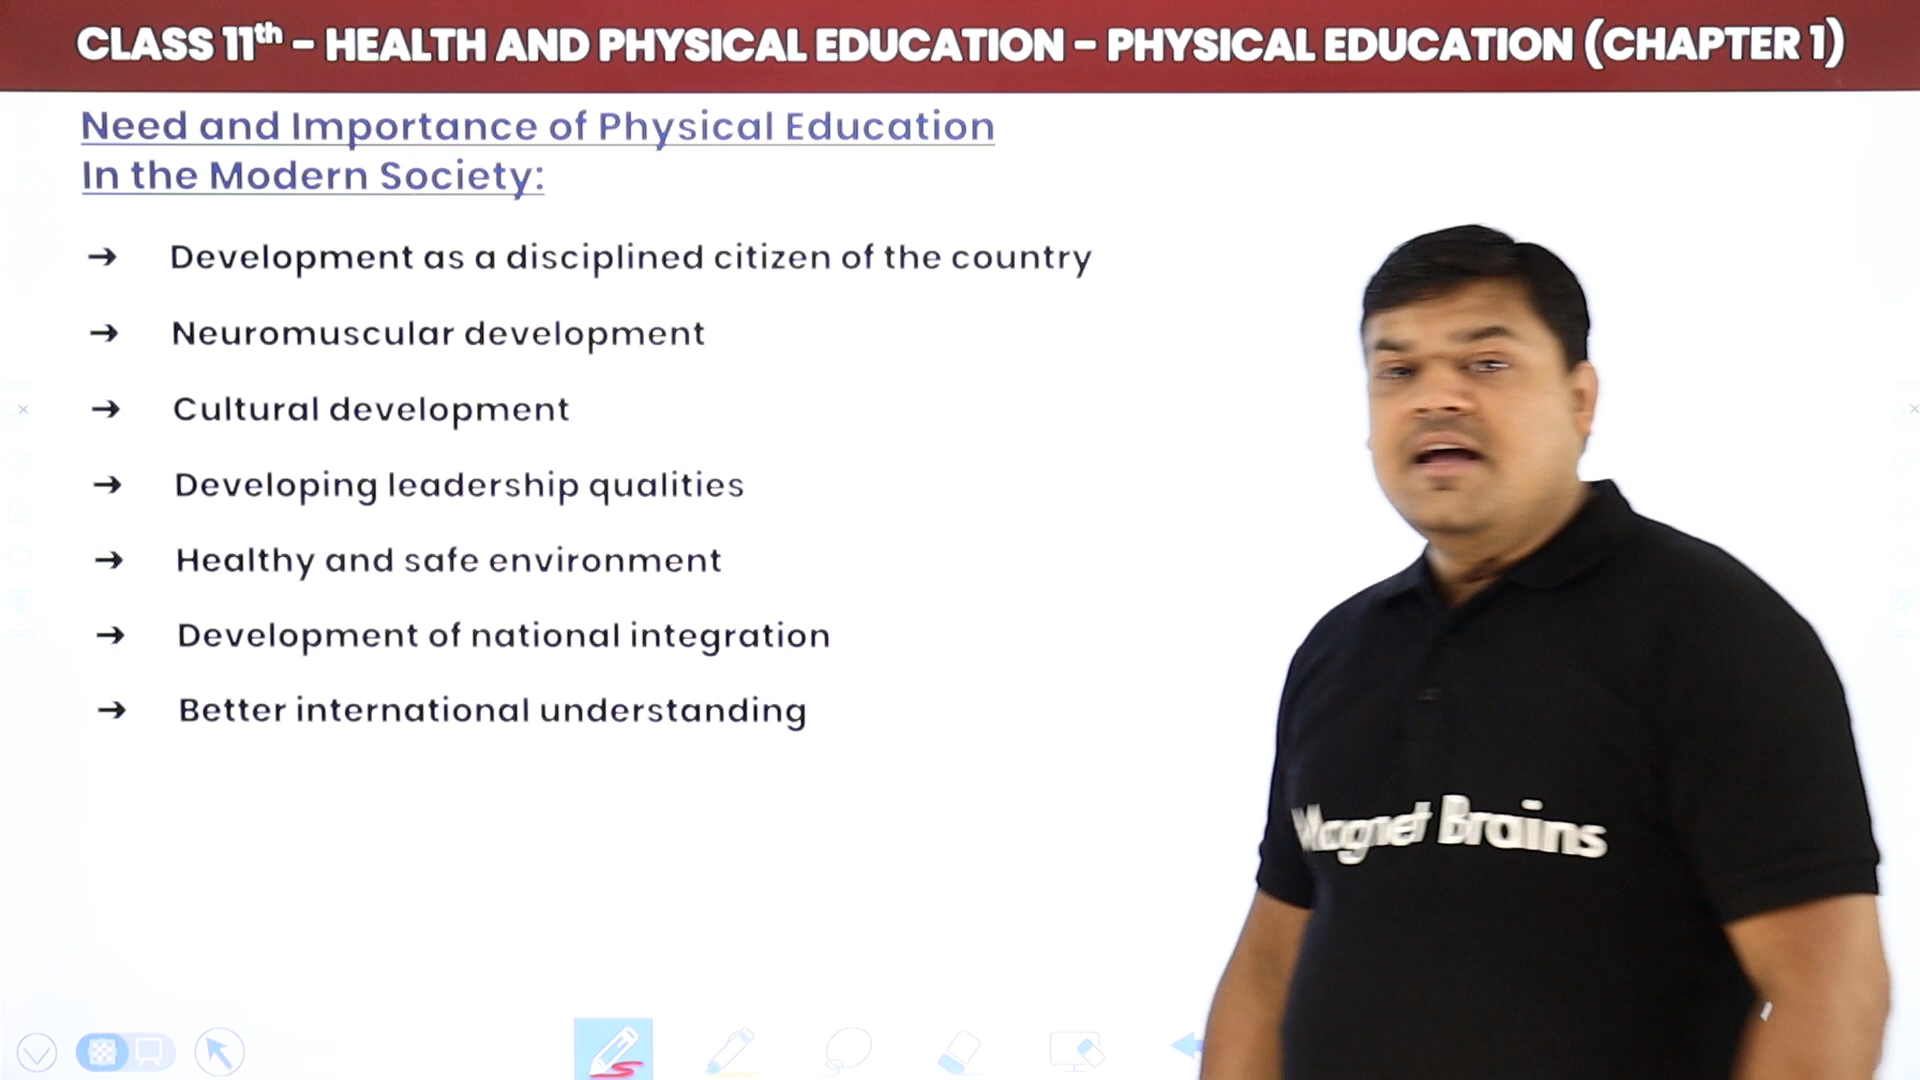 CLASS 11th - HEALTH AND PHYSICAL EDUCATION - PHYSICAL EDUCATION (CHAPTER 1)
Need and Importance of Physical Education
In the Modern Society:
→ Development as a disciplined citizen of the country
→ Neuromuscular development
→ Cultural development
→ Developing leadership qualities
→ Healthy and safe environment
→ Development of national integration
→ Better international understanding
Magnet Brains